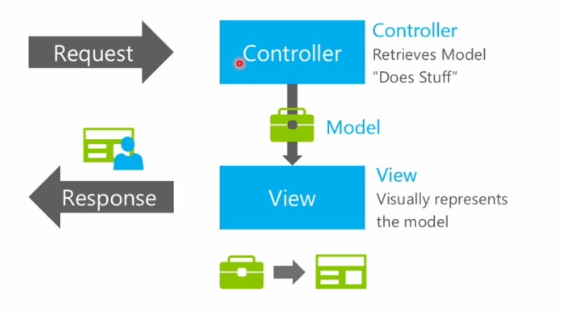 Request
Controller
Controller
Retrieves Model
“Does Stuff”
Model
Response
View
View
Visually represents
the model